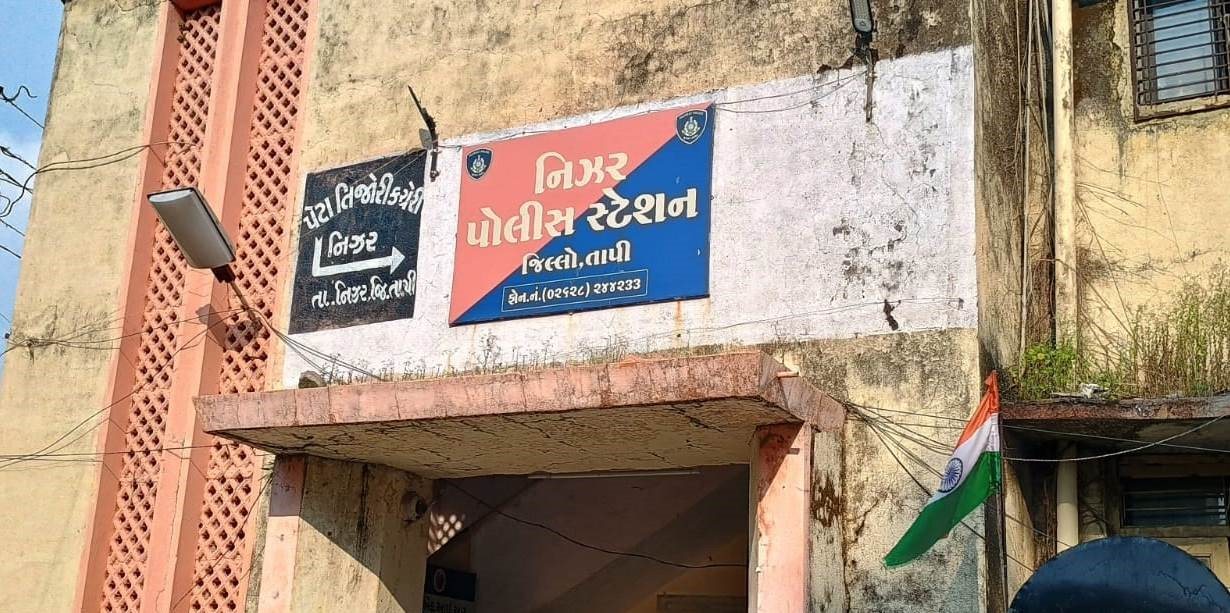 પેટા તિજોરી કચેરી
નિઝર
તા. નિઝર.જિ.તાપી
નિઝર
પોલીસ સ્ટેશન
જિલ્લો,તાપી
ફોન.નં.(૦૨૬૨૮) ૨૪૪૨૩૩